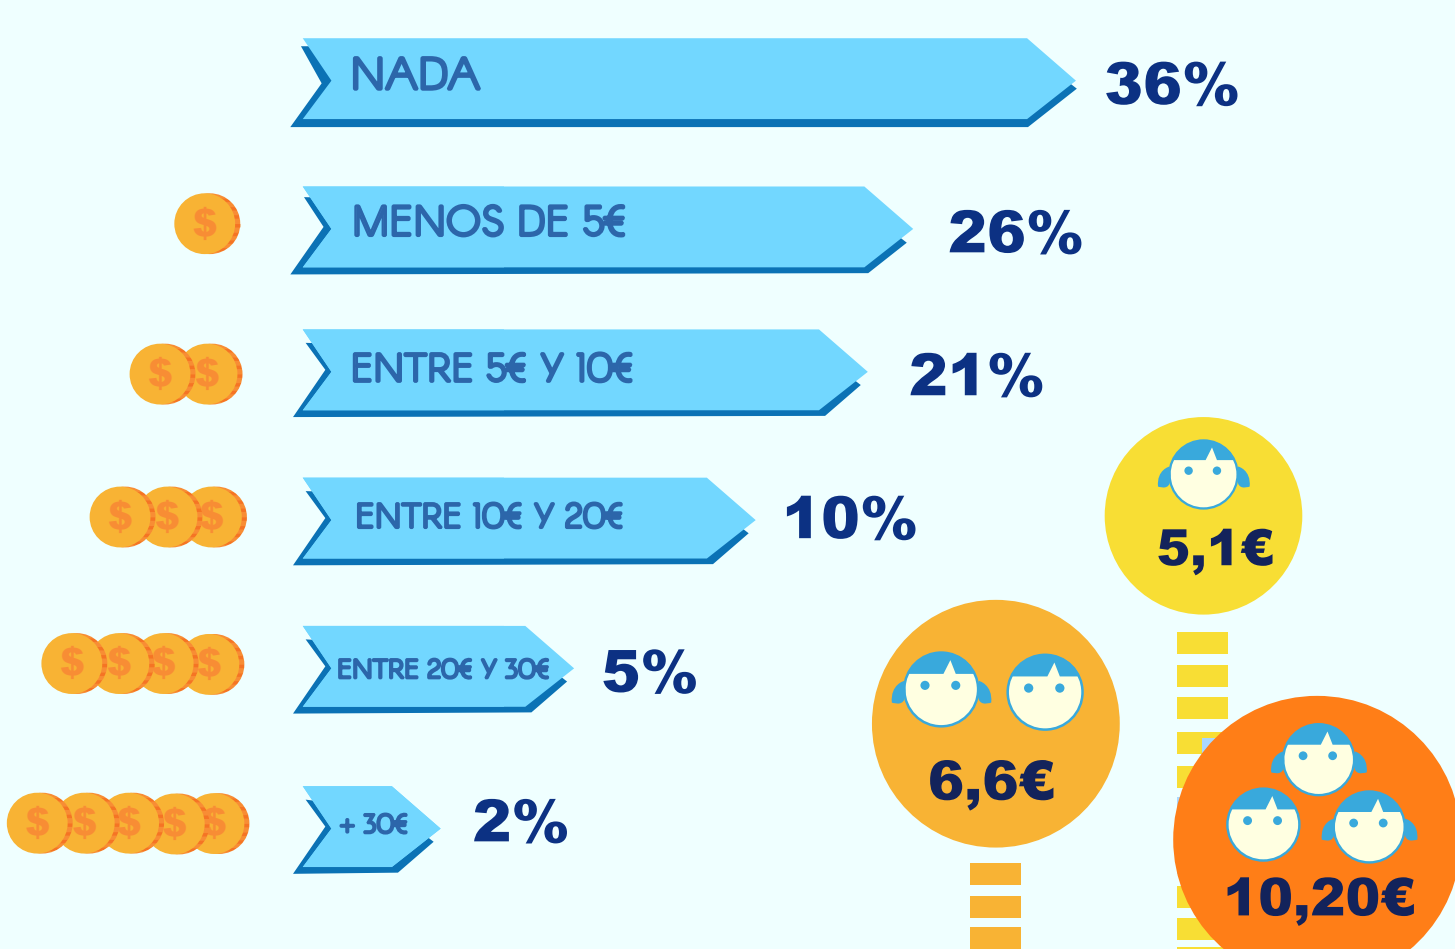 NADA
36%
$
MENOS DE 5€
26%
$ $
ENTRE 5€ Y 10€
21%
$ $ $
ENTRE 10€ Y 20€
10%
5,1€
$ $ $ $
ENTRE 20€ Y 30€
5%
6,6€
$ $ $ $ $
+ 30€
2%
10,20€